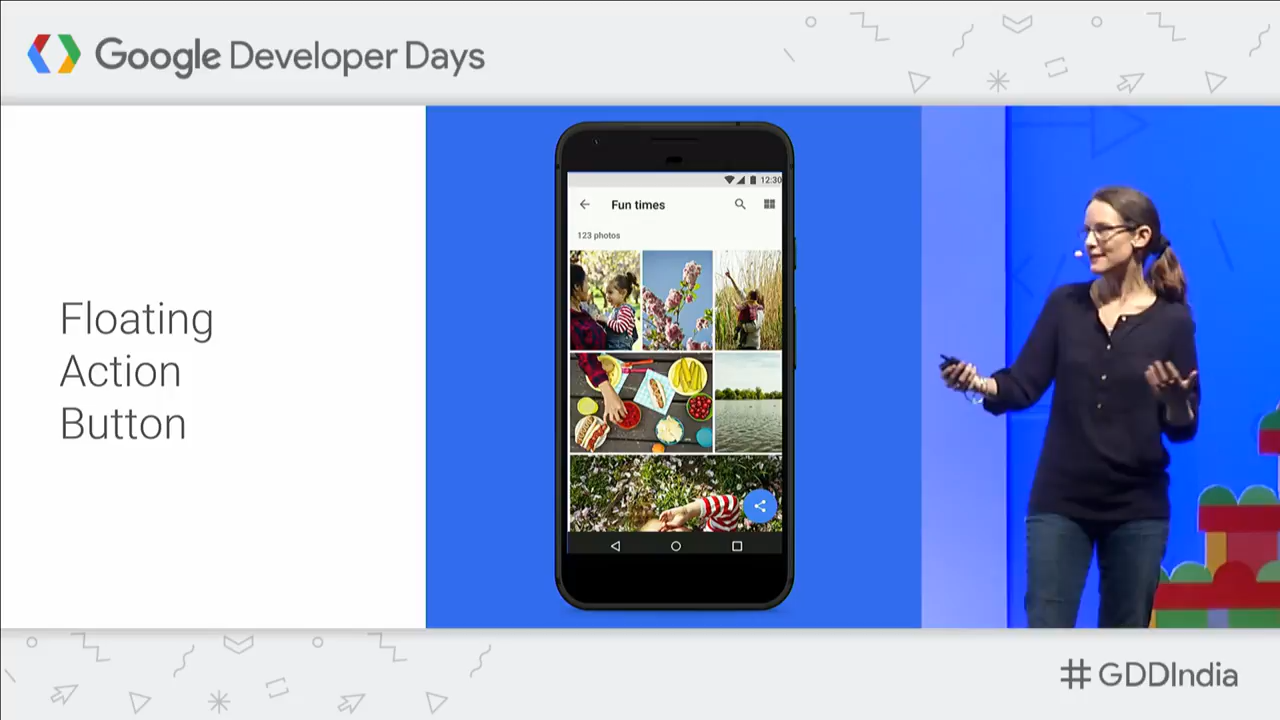 Google Developer Days
Floating
Action
Button
12:30
Fun times
123 photos
#GDDIndia